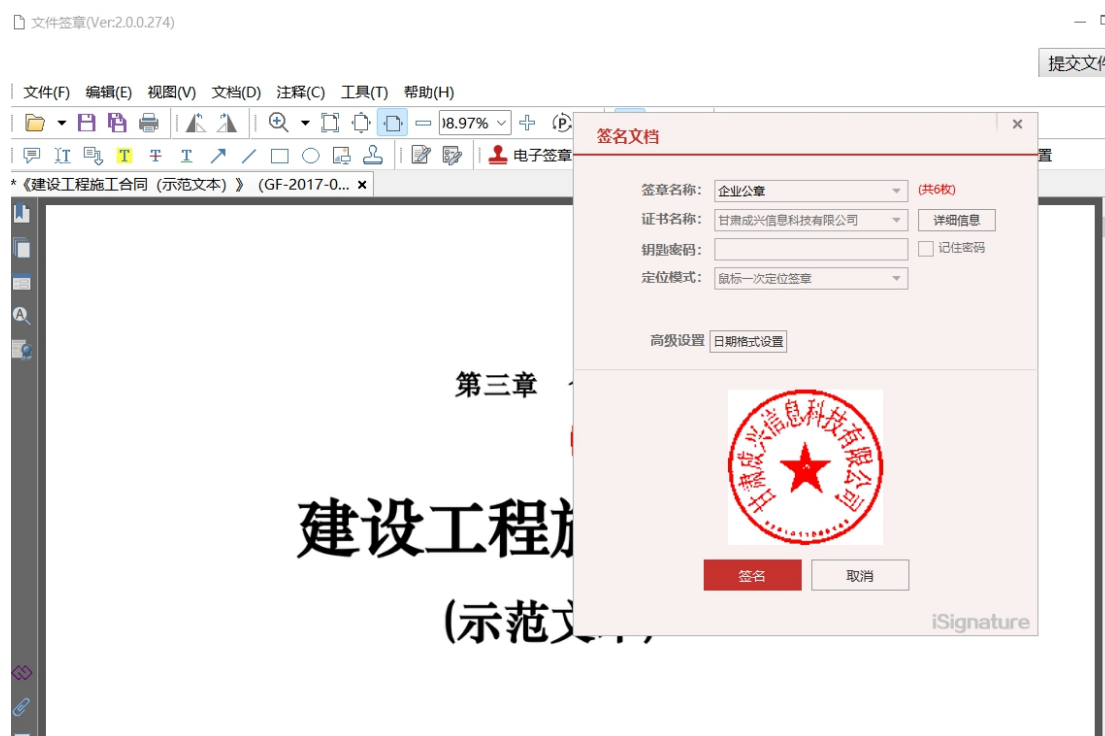 文件签章(Ver:2.0.0.274)
提交文件
文件(F) 编辑(E) 视图(V) 文档(D) 注释(C) 工具(T) 帮助(H)
8.97%
电子签章
置
*《建设工程施工合同（示范文本）》 (GF-2017-0...
签名文档
签章名称: 企业公章 (共6枚)
证书名称: 甘肃成兴信息科技有限公司 详细信息
钥匙密码: 记住密码
定位模式: 鼠标一次定位签章
高级设置 日期格式设置
甘肃成兴信息科技有限公司
签名 取消
iSignature
第三章
建设工程施
(示范文本)